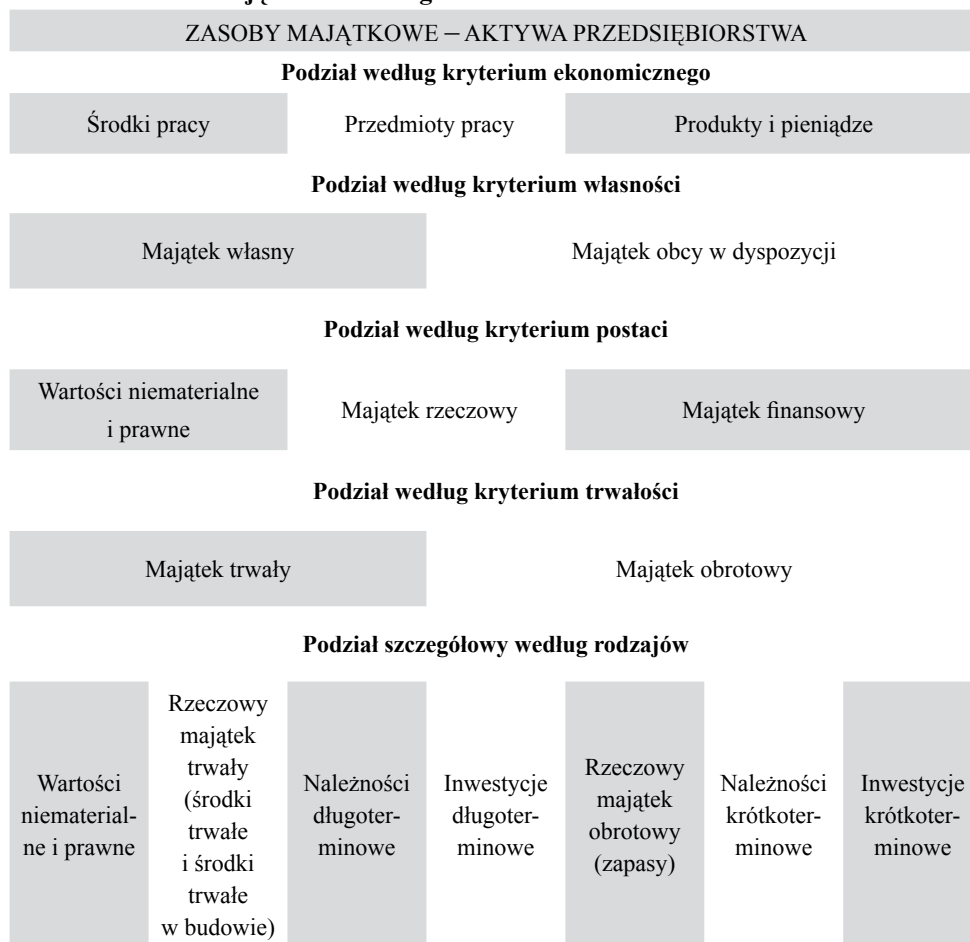 ZASOBY MAJĄTKOWE – AKTYWA PRZEDSIĘBIORSTWA
Podział według kryterium ekonomicznego
Środki pracy
Przedmioty pracy
Produkty i pieniądze
Podział według kryterium własności
Majątek własny
Majątek obcy w dyspozycji
Podział według kryterium postaci
Wartości niematerialne
i prawne
Majątek rzeczowy
Majątek finansowy
Podział według kryterium trwałości
Majątek trwały
Majątek obrotowy
Podział szczegółowy według rodzajów
Wartości
niematerial-
ne i prawne
Rzeczowy
majątek
trwały
(środki
trwałe
i środki
trwałe
w budowie)
Należności
długoter-
minowe
Inwestycje
długoter-
minowe
Rzeczowy
majątek
obrotowy
(zapasy)
Należności
krótkoter-
minowe
Inwestycje
krótkoter-
minowe